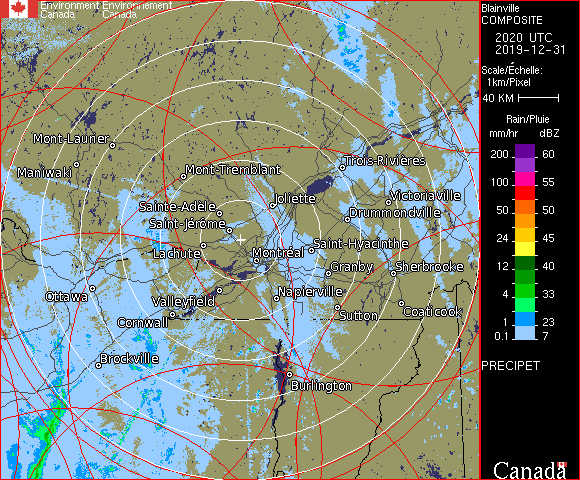 Environment Environnement
Canada Canada
Mont-Laurier
Maniwaki
Mont-Tremblant
Trois-Rivières
Sainte-Adèle
Joliette
Victoriaville
Saint-Jérôme
Drummondville
Lachute
Montréal
Saint-Hyacinthe
Granby
Sherbrooke
Ottawa
Valleyfield
Napierville
Cornwall
Sutton
Coaticook
Brockville
Burlington
Blainville
COMPOSITE
2020 UTC
2019-12-31
Scale/Échelle:
1km/Pixel
40 KM
Rain/Pluie
mm/hr dBZ
200 60
55
100 55
50 50
24 45
12 40
4 33
1 23
0.1 7
PRECIPET
Canada